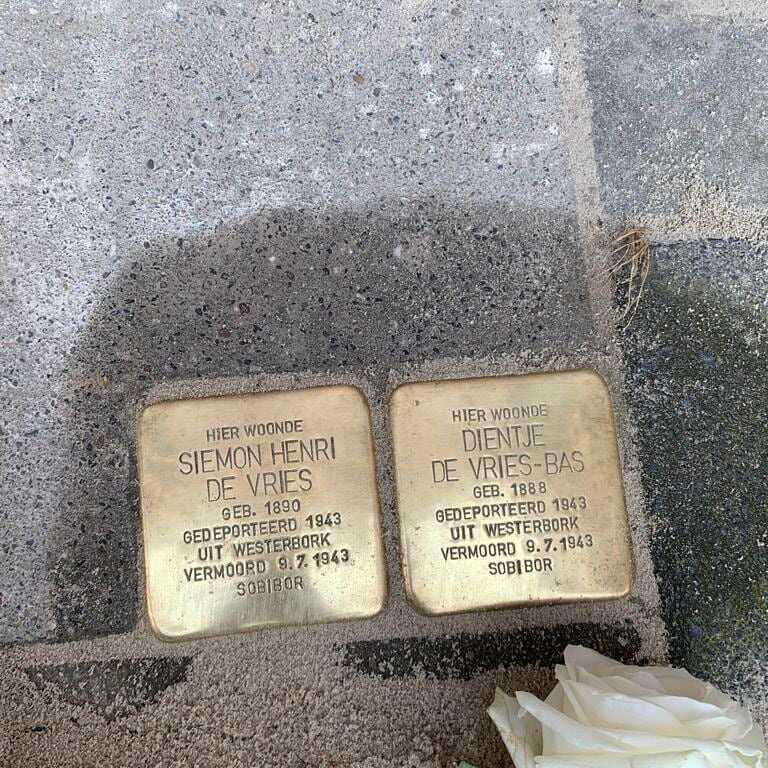 HIER WOONDE
SIEMON HENRI
DE VRIES
GEB. 1890
GEDEPORTEERD 1943
UIT WESTERBORK
VERMOORD 9.7.1943
SOBIBOR
HIER WOONDE
DIENTJE
DE VRIES-BAS
GEB. 1888
GEDEPORTEERD 1943
UIT WESTERBORK
VERMOORD 9.7.1943
SOBIBOR